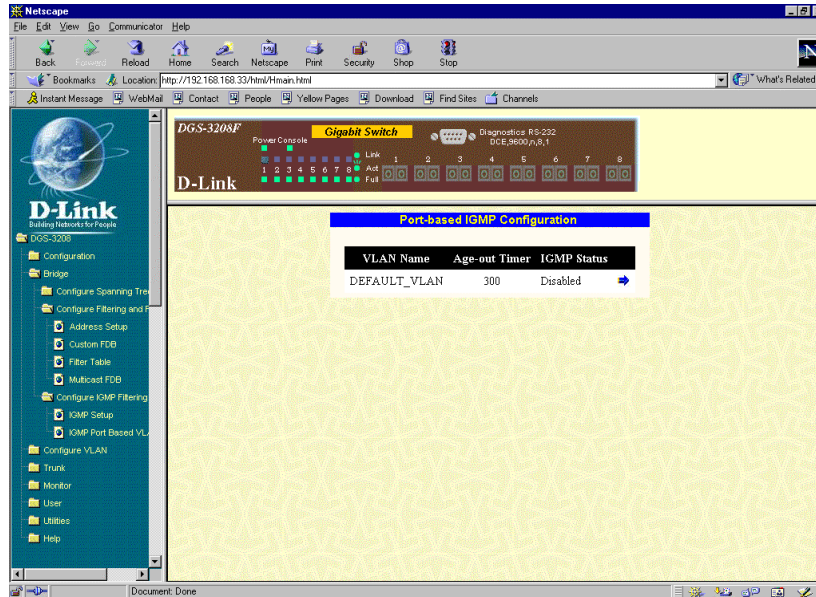 Netscape
File Edit View Go Communicator Help
Back Forward Reload Home Search Netscape Print Security Shop Stop
Bookmarks Location: http://192.168.168.33/html/Hmain.html What's Related
Instant Message WebMail Contact People Yellow Pages Download Find Sites Channels
D-Link
Building Networks for People
DGS-3208
Configuration
Bridge
Configure Spanning Tree
Configure Filtering and F
Address Setup
Custom FDB
Filter Table
Multicast FDB
Configure IGMP Filtering
IGMP Setup
IGMP Port Based VLA
Configure VLAN
Trunk
Monitor
User
Utilities
Help
DGS-3208F
Power Console
Gigabit Switch
Diagnostics RS-232
DCE,9600,n,8,1
Link
Act
Full
1 2 3 4 5 6 7 8
1 2 3 4 5 6 7 8
D-Link
Port-based IGMP Configuration
VLAN Name Age-out Timer IGMP Status
DEFAULT_VLAN 300 Disabled
Document: Done